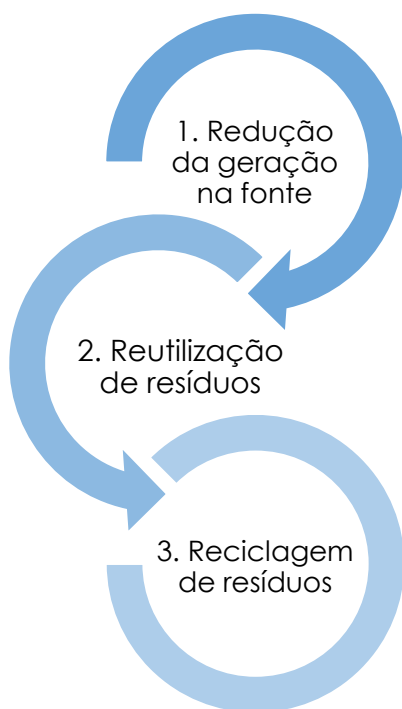 1. Redução
da geração
na fonte
2. Reutilização
de resíduos
3. Reciclagem
de resíduos